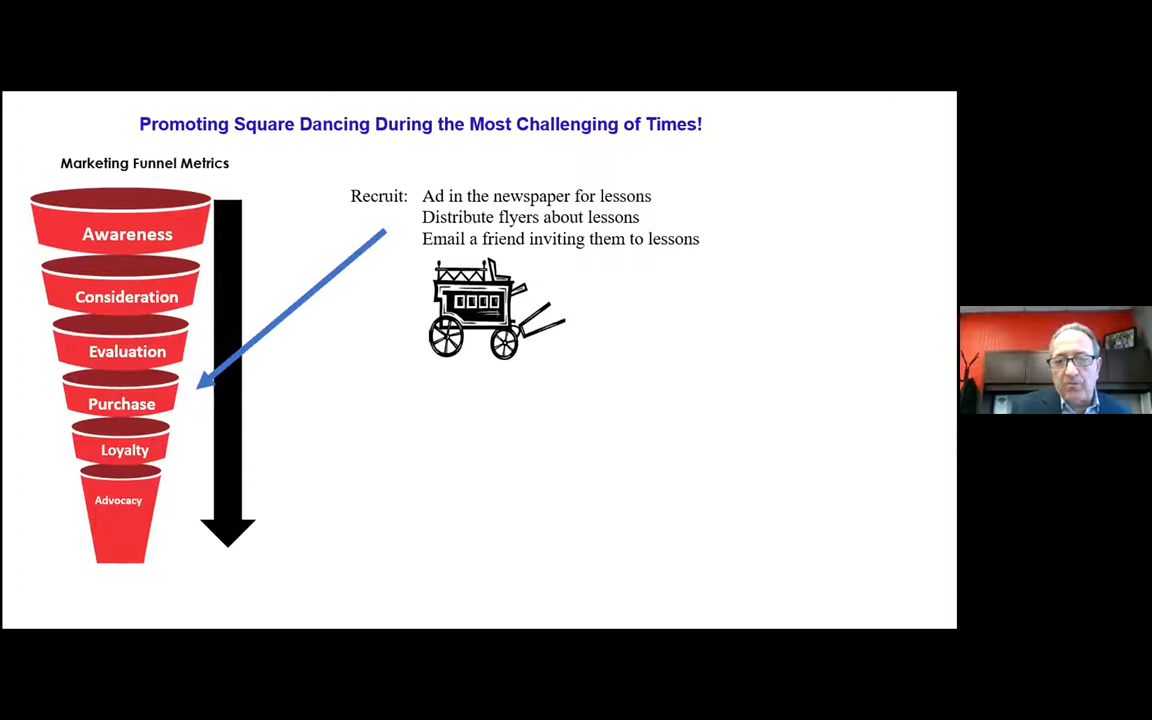 Promoting Square Dancing During the Most Challenging of Times!
Marketing Funnel Metrics
Awareness
Consideration
Evaluation
Purchase
Loyalty
Advocacy
Recruit: Ad in the newspaper for lessons
Distribute flyers about lessons
Email a friend inviting them to lessons